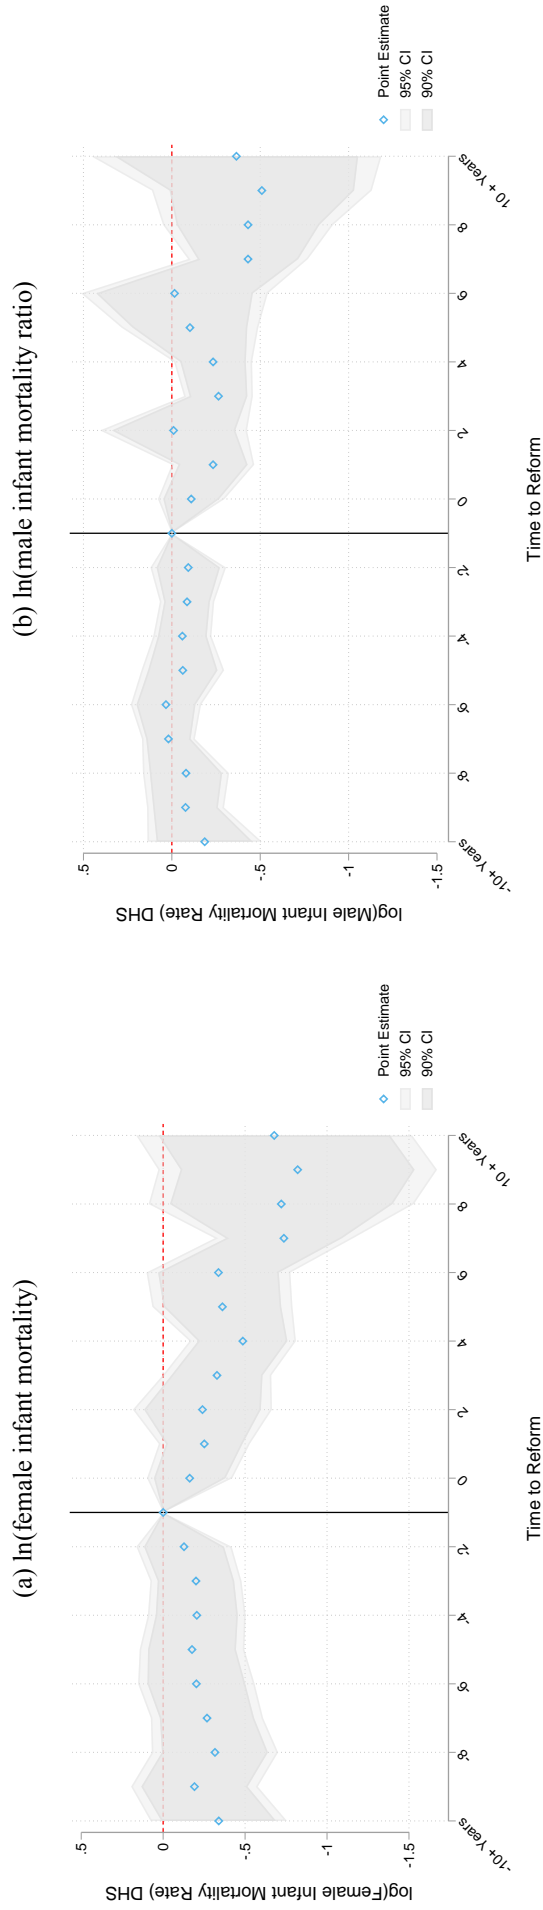 (a) ln(female infant mortality)
log(Female Infant Mortality Rate) DHS
.5
0
-.5
-1
-1.5
-10+ Years
-8
-6
-4
-2
0
2
4
6
8
10 + Years
Time to Reform
Point Estimate
95% CI
90% CI
(b) ln(male infant mortality ratio)
log(Male Infant Mortality Rate) DHS
.5
0
-.5
-1
-1.5
-10+ Years
-8
-6
-4
-2
0
2
4
6
8
10 + Years
Time to Reform
Point Estimate
95% CI
90% CI